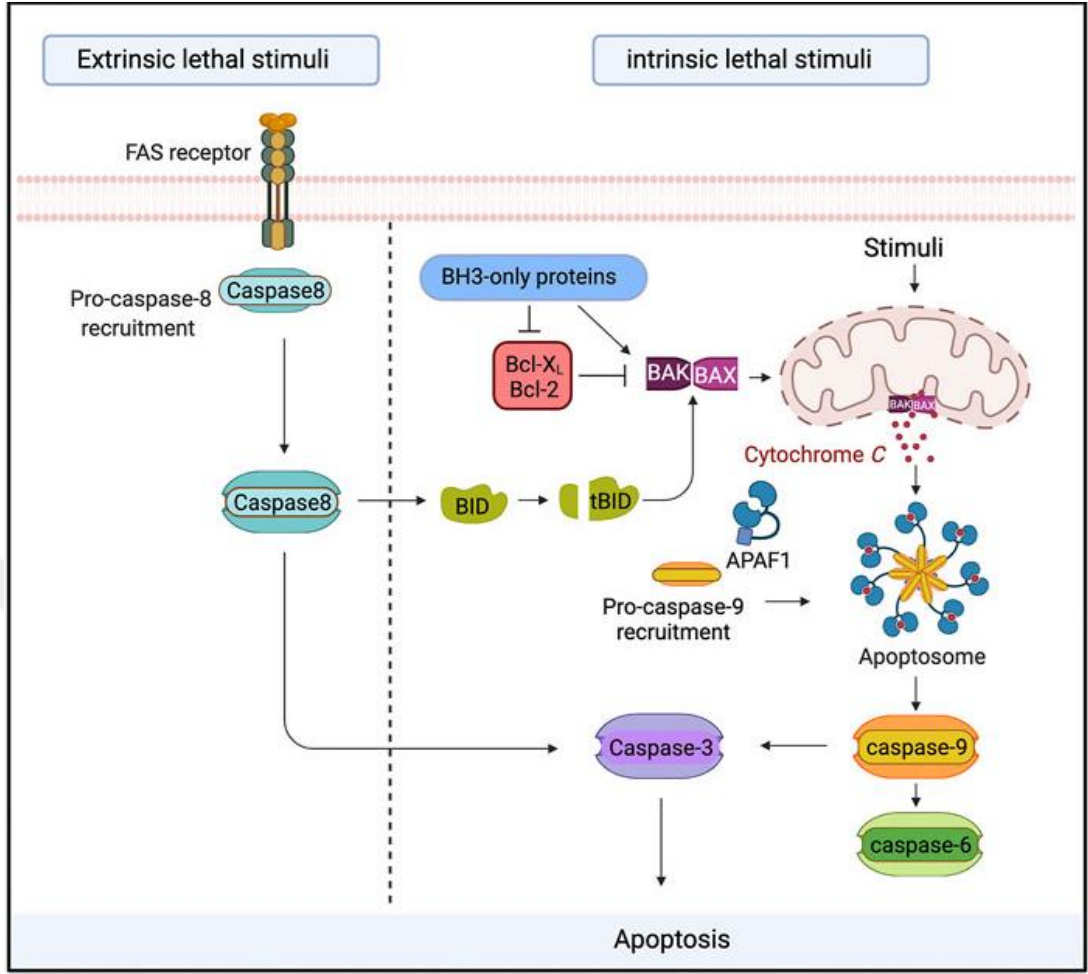 Extrinsic lethal stimuli
intrinsic lethal stimuli
FAS receptor
Stimuli
BH3-only proteins
Caspase8
Pro-caspase-8
recruitment
Bcl-XL
Bcl-2
BAK BAX
BAK BAX
Cytochrome C
Caspase8
BID
tBID
APAF1
Pro-caspase-9
recruitment
Apoptosome
Caspase-3
caspase-9
caspase-6
Apoptosis